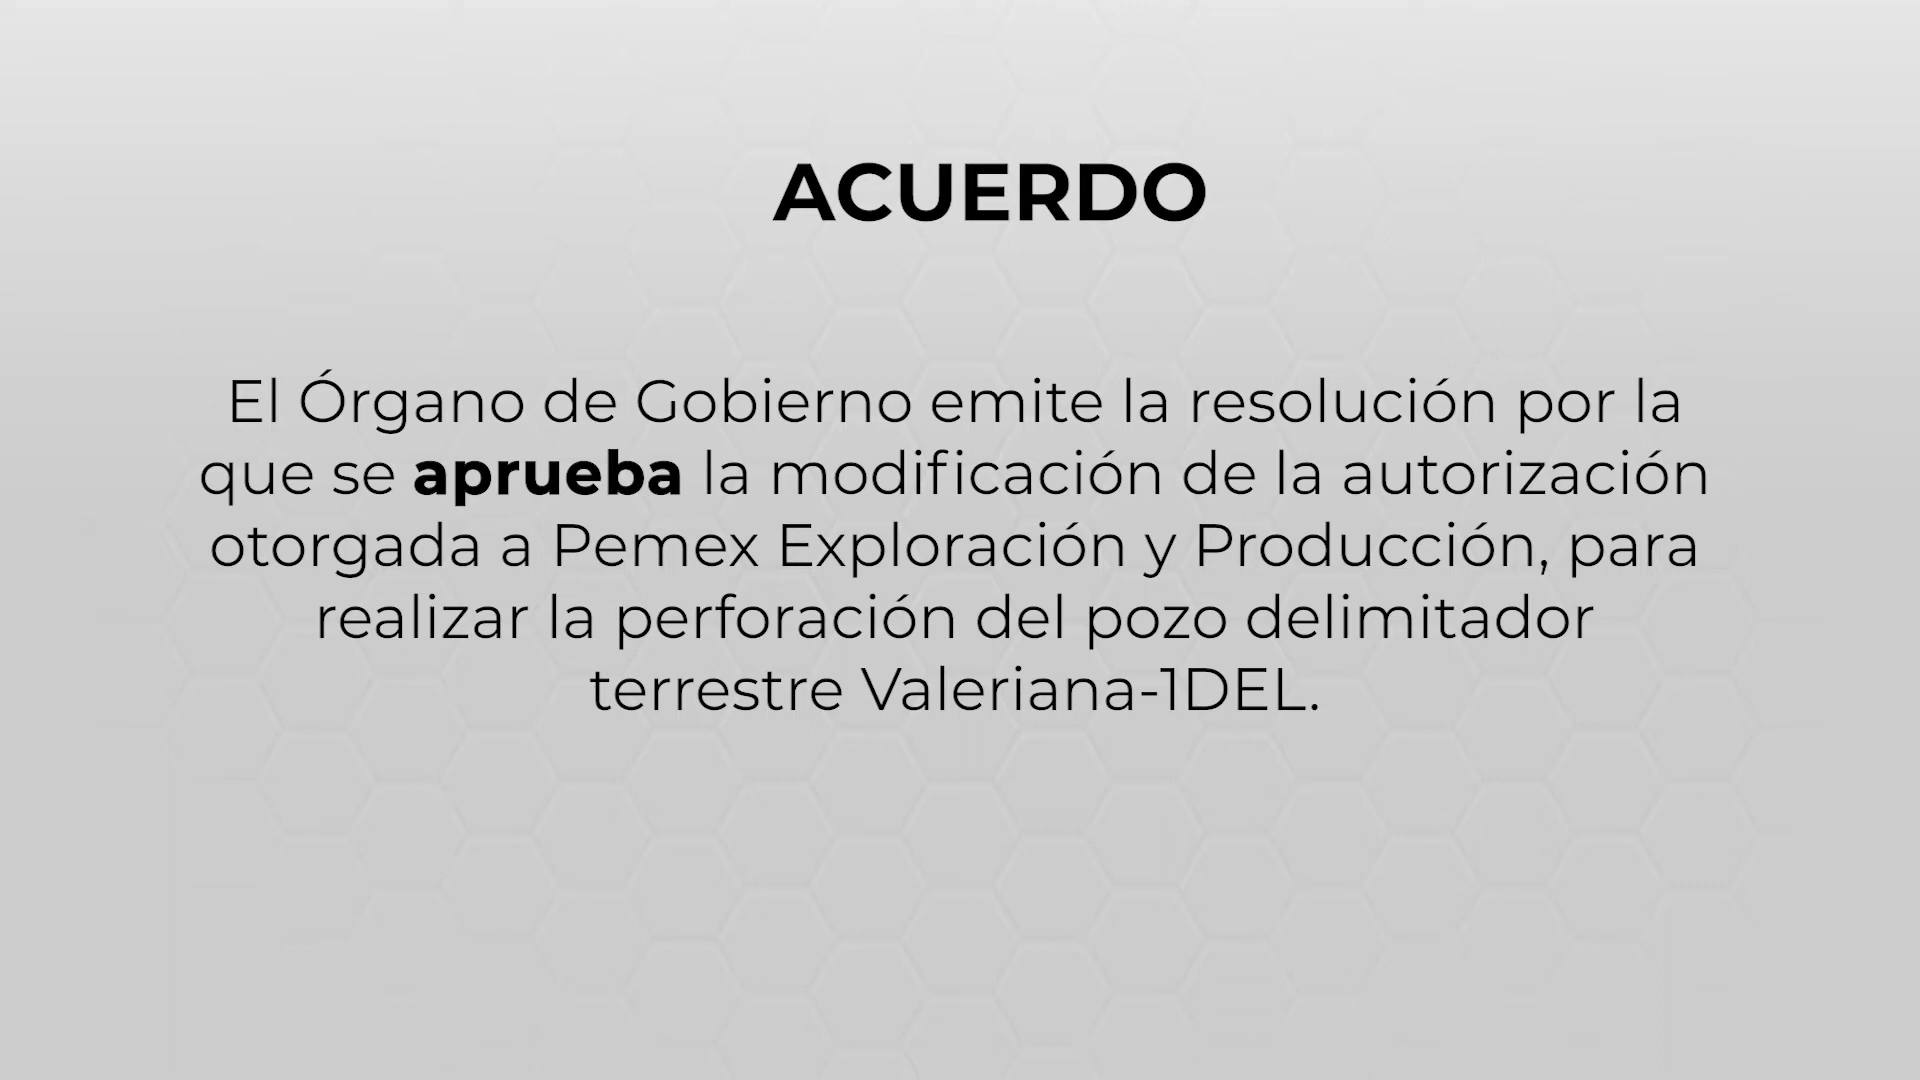 ACUERDO
El Órgano de Gobierno emite la resolución por la
que se aprueba la modificación de la autorización
otorgada a Pemex Exploración y Producción, para
realizar la perforación del pozo delimitador
terrestre Valeriana-1DEL.